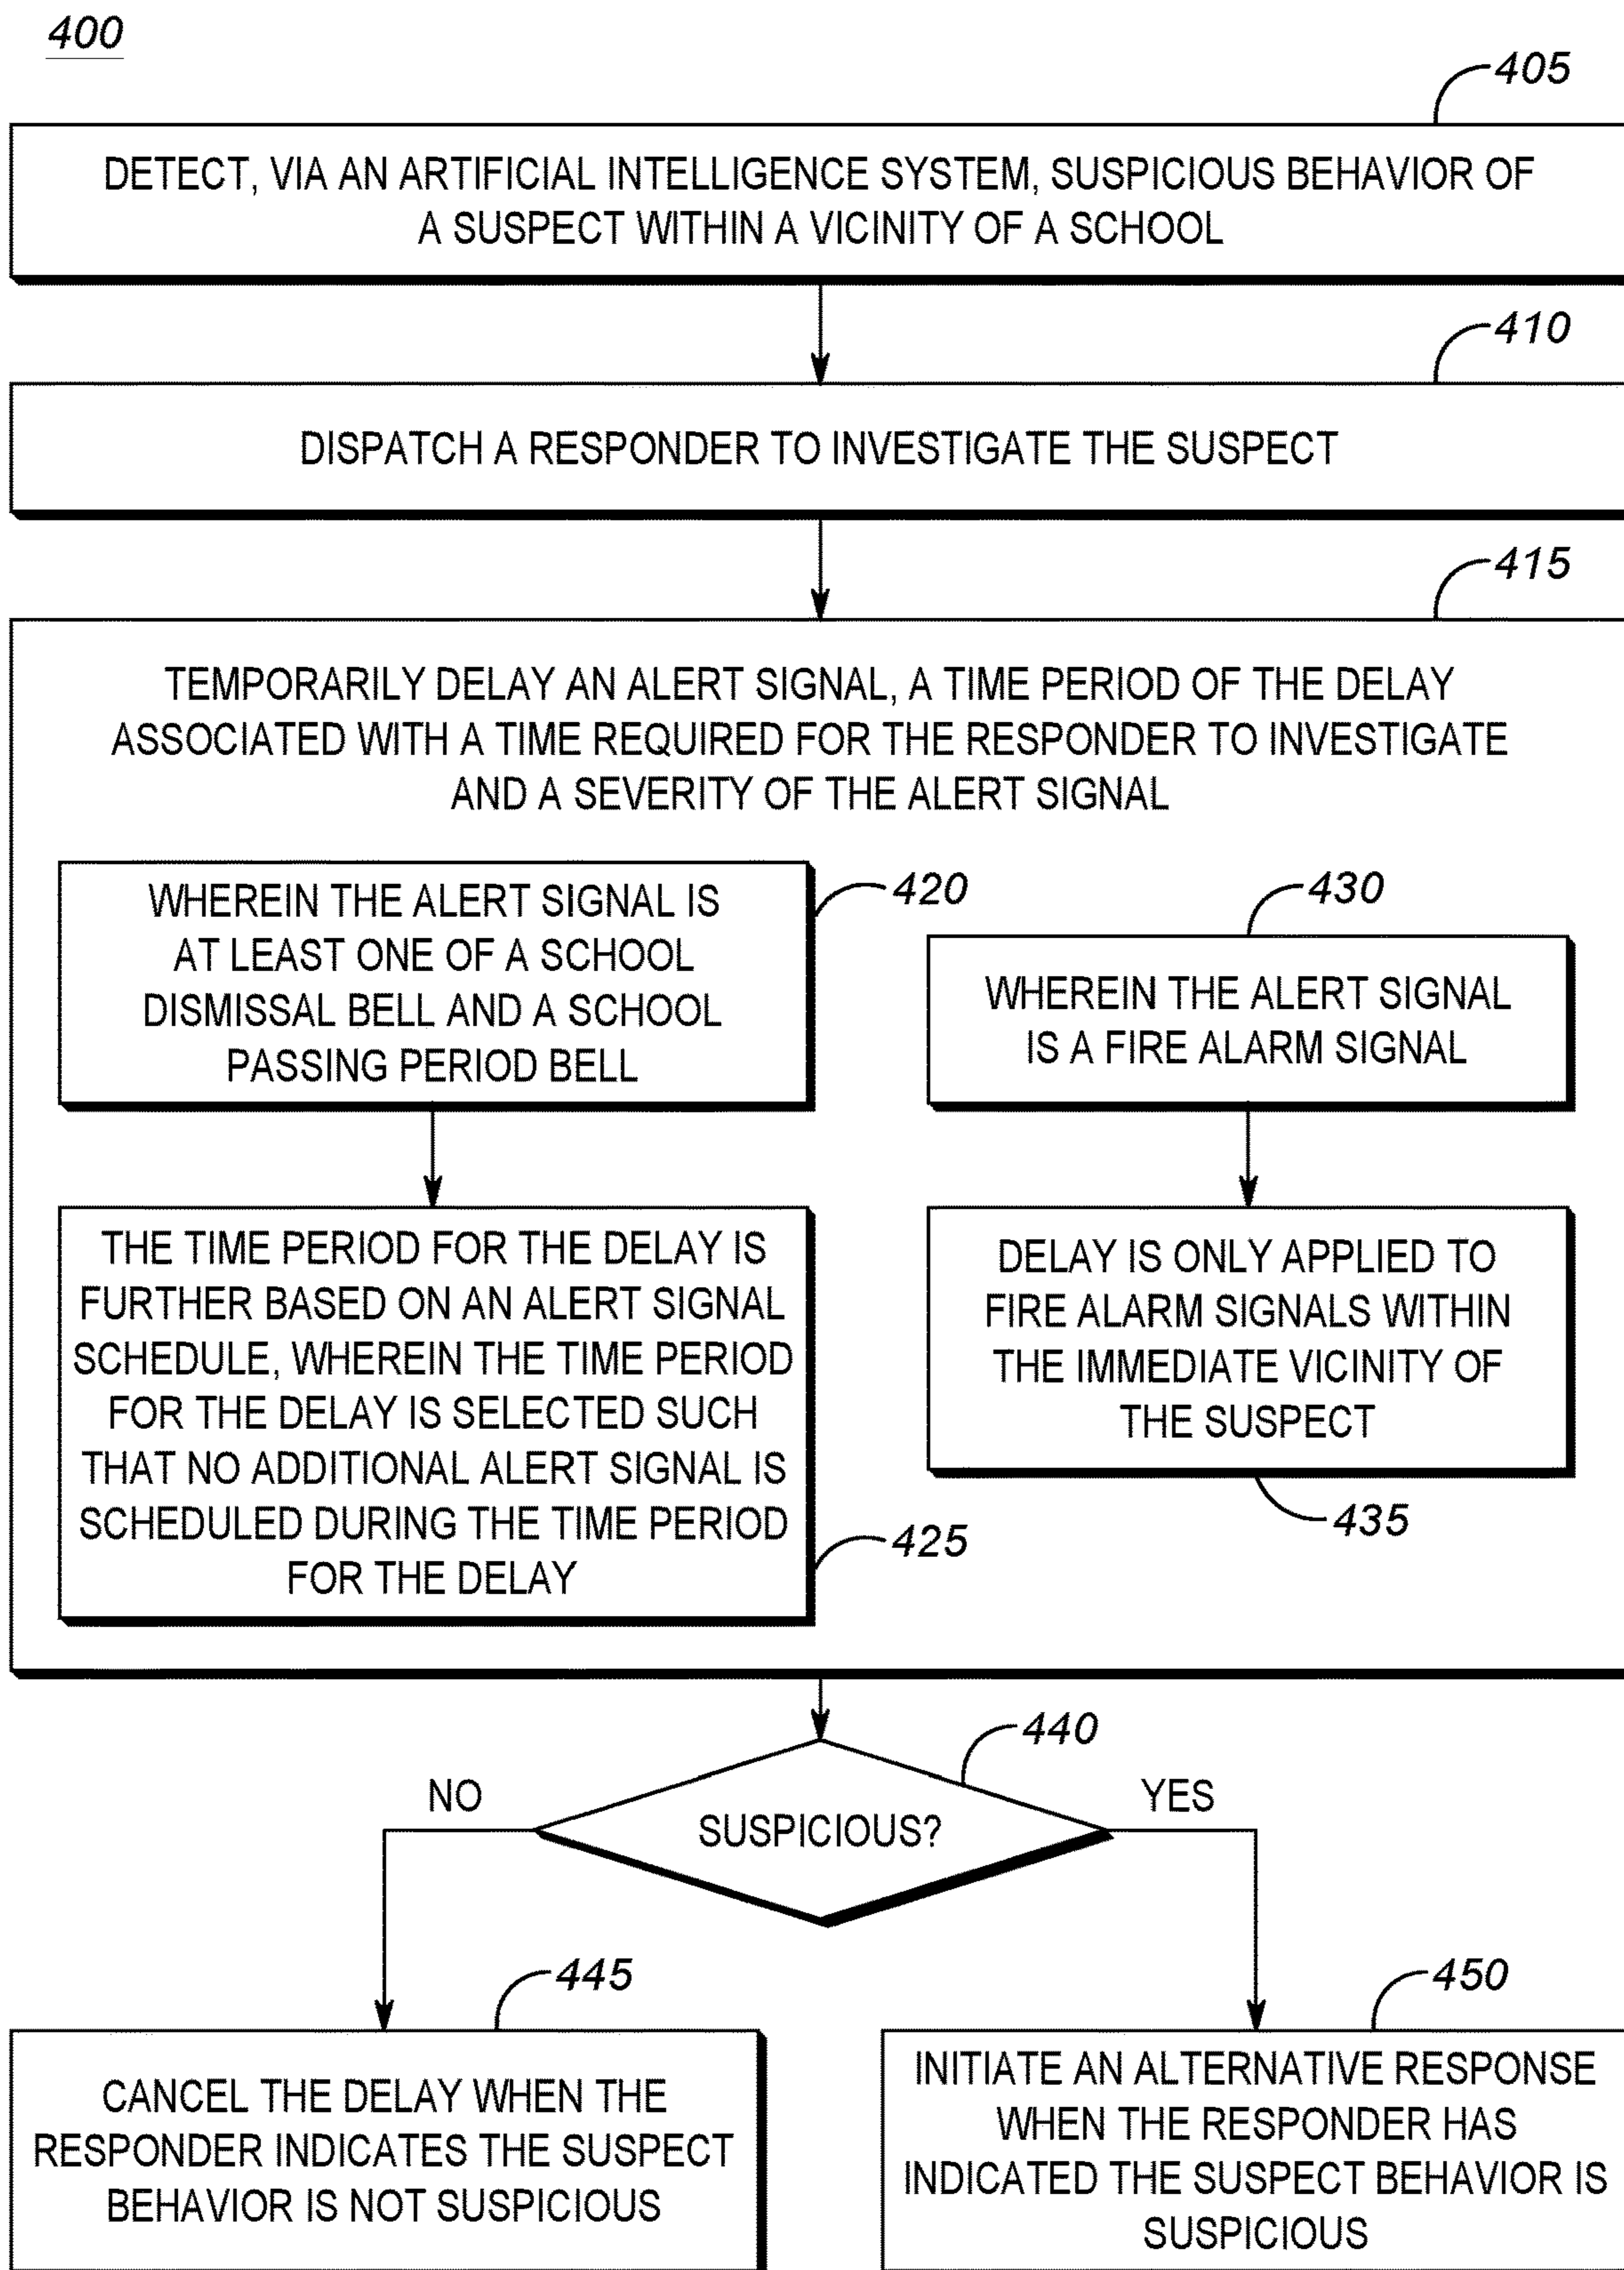 400
405
DETECT, VIA AN ARTIFICIAL INTELLIGENCE SYSTEM, SUSPICIOUS BEHAVIOR OF
A SUSPECT WITHIN A VICINITY OF A SCHOOL
410
DISPATCH A RESPONDER TO INVESTIGATE THE SUSPECT
415
TEMPORARILY DELAY AN ALERT SIGNAL, A TIME PERIOD OF THE DELAY
ASSOCIATED WITH A TIME REQUIRED FOR THE RESPONDER TO INVESTIGATE
AND A SEVERITY OF THE ALERT SIGNAL
420
WHEREIN THE ALERT SIGNAL IS
AT LEAST ONE OF A SCHOOL
DISMISSAL BELL AND A SCHOOL
PASSING PERIOD BELL
430
WHEREIN THE ALERT SIGNAL
IS A FIRE ALARM SIGNAL
THE TIME PERIOD FOR THE DELAY IS
FURTHER BASED ON AN ALERT SIGNAL
SCHEDULE, WHEREIN THE TIME PERIOD
FOR THE DELAY IS SELECTED SUCH
THAT NO ADDITIONAL ALERT SIGNAL IS
SCHEDULED DURING THE TIME PERIOD
FOR THE DELAY
425
DELAY IS ONLY APPLIED TO
FIRE ALARM SIGNALS WITHIN
THE IMMEDIATE VICINITY OF
THE SUSPECT
435
440
NO
SUSPICIOUS?
YES
445
CANCEL THE DELAY WHEN THE
RESPONDER INDICATES THE SUSPECT
BEHAVIOR IS NOT SUSPICIOUS
450
INITIATE AN ALTERNATIVE RESPONSE
WHEN THE RESPONDER HAS
INDICATED THE SUSPECT BEHAVIOR IS
SUSPICIOUS